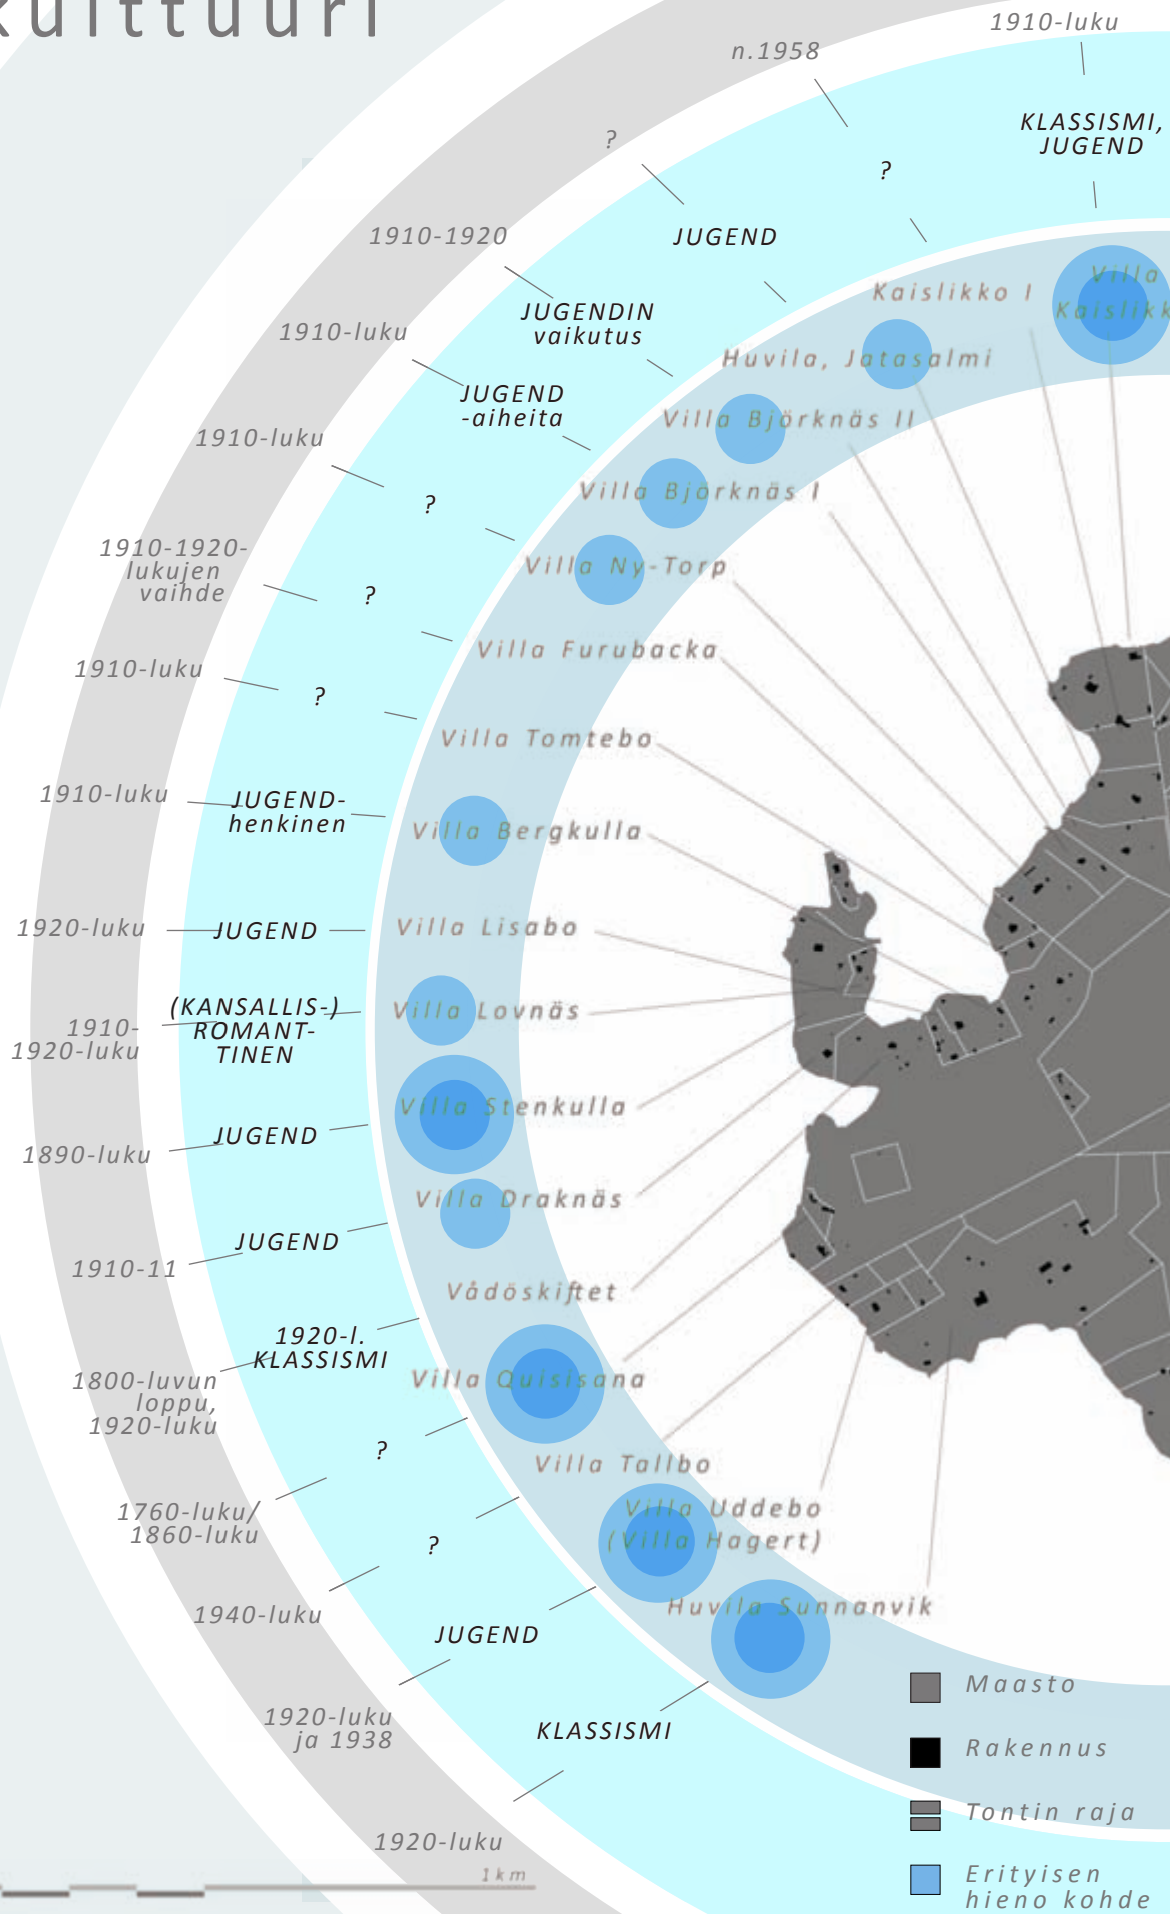 kulttuuri
1910-luku
n.1958
KLASSISMI,
JUGEND
?
?
1910-1920
JUGEND
Kaislikko I
Villa
Kaislikk
JUGENDIN
vaikutus
1910-luku
Huvila, Jatasalmi
JUGEND
-aiheita
Villa Björknäs II
1910-luku
?
Villa Björknäs I
1910-1920-
lukujen
vaihde
?
Villa Ny-Torp
1910-luku
?
Villa Furubacka
Villa Tomtebo
1910-luku
JUGEND-
henkinen
Villa Bergkulla
1920-luku
JUGEND
Villa Lisabo
(KANSALLIS-)
ROMANT-
TINEN
1910-
1920-luku
Villa Lovnäs
1890-luku
JUGEND
Villa Stenkulla
1910-11
JUGEND
Villa Draknäs
Vådöskiftet
1920-l.
KLASSISMI
1800-luvun
loppu,
1920-luku
Villa Quisisana
?
Villa Tallbo
1760-luku/
1860-luku
?
Villa Uddebo
(Villa Hagert)
1940-luku
JUGEND
Huvila Sunnanvik
1920-luku
ja 1938
KLASSISMI
1920-luku
1 km
Maasto
Rakennus
Tontin raja
Erityisen
hieno kohde